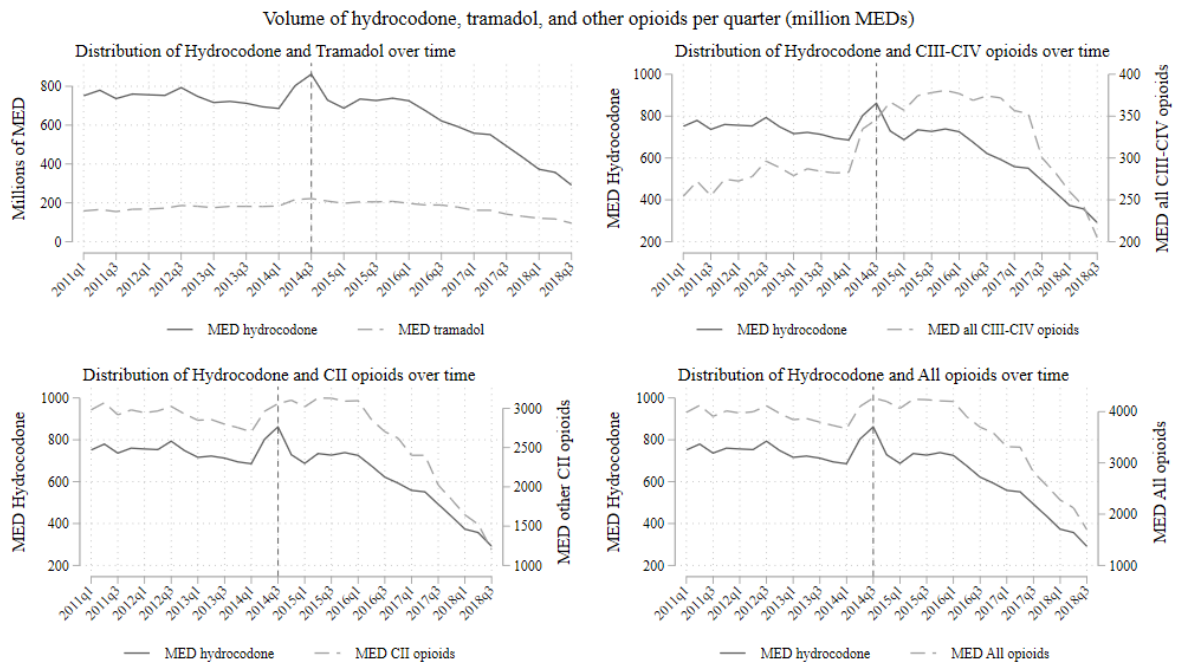 Volume of hydrocodone, tramadol, and other opioids per quarter (million MEDs)
Distribution of Hydrocodone and Tramadol over time
Millions of MED
800
600
400
200
0
2011q1 2011q3 2012q1 2012q3 2013q1 2013q3 2014q1 2014q3 2015q1 2015q3 2016q1 2016q3 2017q1 2017q3 2018q1 2018q3
MED hydrocodone MED tramadol
Distribution of Hydrocodone and CIII-CIV opioids over time
MED Hydrocodone
1000
800
600
400
200
400
350
300
250
200
MED all CIII-CIV opioids
2011q1 2011q3 2012q1 2012q3 2013q1 2013q3 2014q1 2014q3 2015q1 2015q3 2016q1 2016q3 2017q1 2017q3 2018q1 2018q3
MED hydrocodone MED all CIII-CIV opioids
Distribution of Hydrocodone and CII opioids over time
MED Hydrocodone
1000
800
600
400
200
3000
2500
2000
1500
1000
MED other CII opioids
2011q1 2011q3 2012q1 2012q3 2013q1 2013q3 2014q1 2014q3 2015q1 2015q3 2016q1 2016q3 2017q1 2017q3 2018q1 2018q3
MED hydrocodone MED CII opioids
Distribution of Hydrocodone and All opioids over time
MED Hydrocodone
1000
800
600
400
200
4000
3000
2000
1000
MED All opioids
2011q1 2011q3 2012q1 2012q3 2013q1 2013q3 2014q1 2014q3 2015q1 2015q3 2016q1 2016q3 2017q1 2017q3 2018q1 2018q3
MED hydrocodone MED All opioids